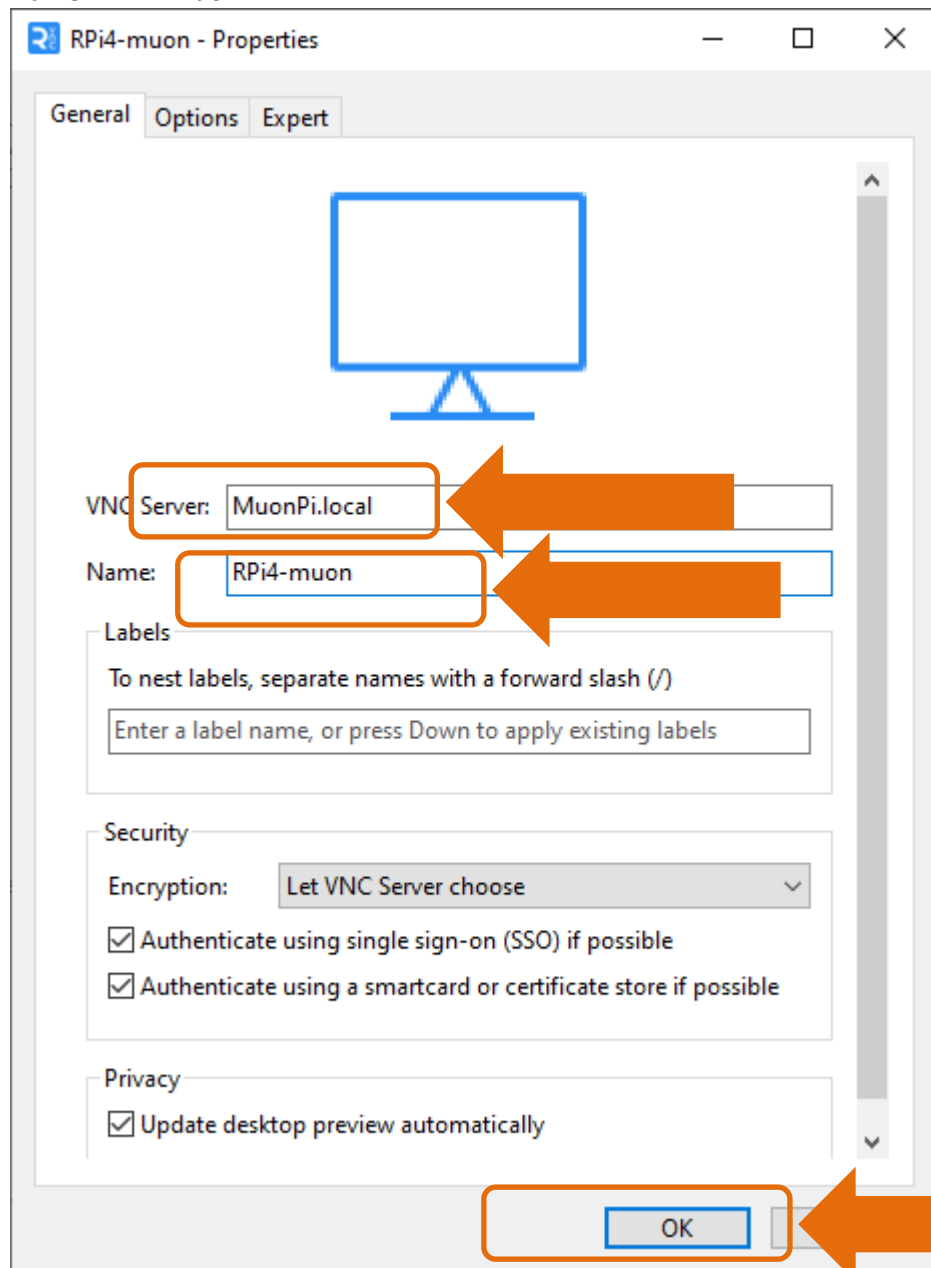 RPi4-muon - Properties
General Options Expert
VNC Server: MuonPi.local
Name: RPi4-muon
Labels
To nest labels, separate names with a forward slash (/)
Enter a label name, or press Down to apply existing labels
Security
Encryption: Let VNC Server choose
Authenticate using single sign-on (SSO) if possible
Authenticate using a smartcard or certificate store if possible
Privacy
Update desktop preview automatically
OK